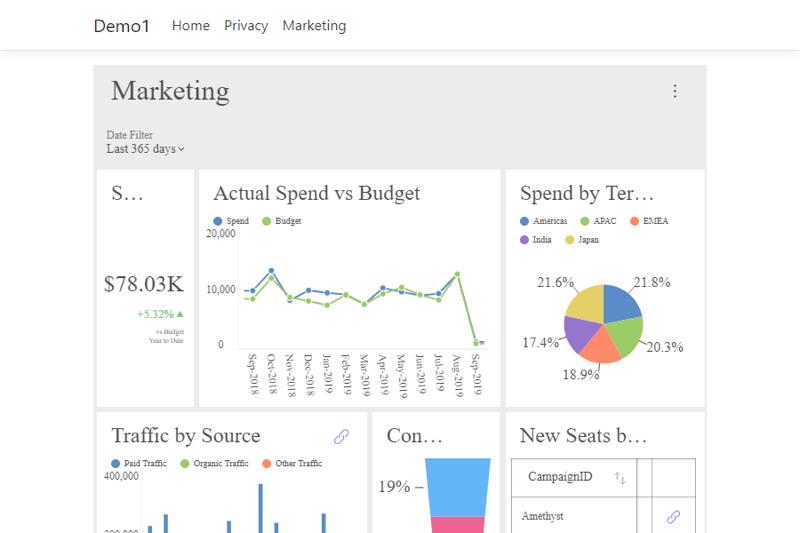 Demo1 Home Privacy Marketing
Marketing
Date Filter
Last 365 days
S…
$78.03K
+5.32%
vs Budget
Year to Date
Actual Spend vs Budget
Spend Budget
20,000
10,000
0
Sep-2018 Oct-2018 Nov-2018 Dec-2018 Jan-2019 Feb-2019 Mar-2019 Apr-2019 May-2019 Jun-2019 Jul-2019 Aug-2019 Sep-2019
Spend by Ter…
Americas APAC EMEA
India Japan
21.6% 21.8%
17.4% 20.3%
18.9%
Traffic by Source
Paid Traffic Organic Traffic Other Traffic
400,000
Con…
19%
New Seats b…
CampaignID
Amethyst